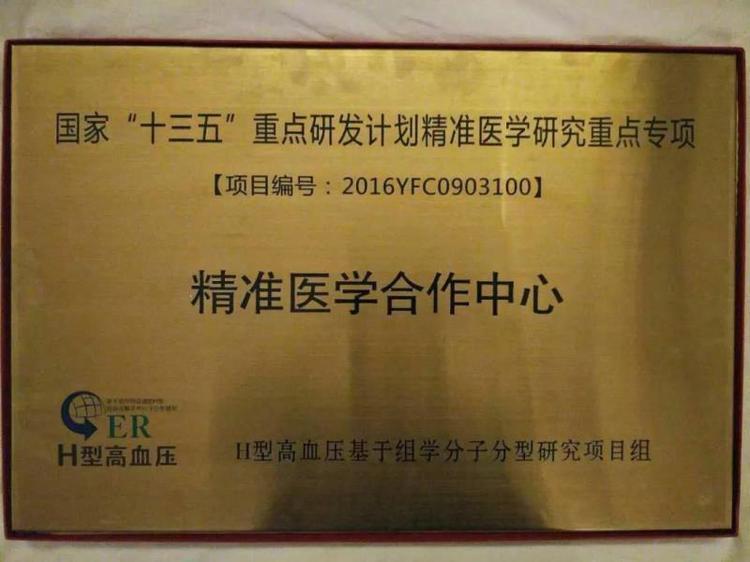 国家“十三五”重点研发计划精准医学研究重点专项
【项目编号：2016YFC0903100】
精准医学合作中心
ER
H型高血压
H型高血压基于组学分子分型研究项目组